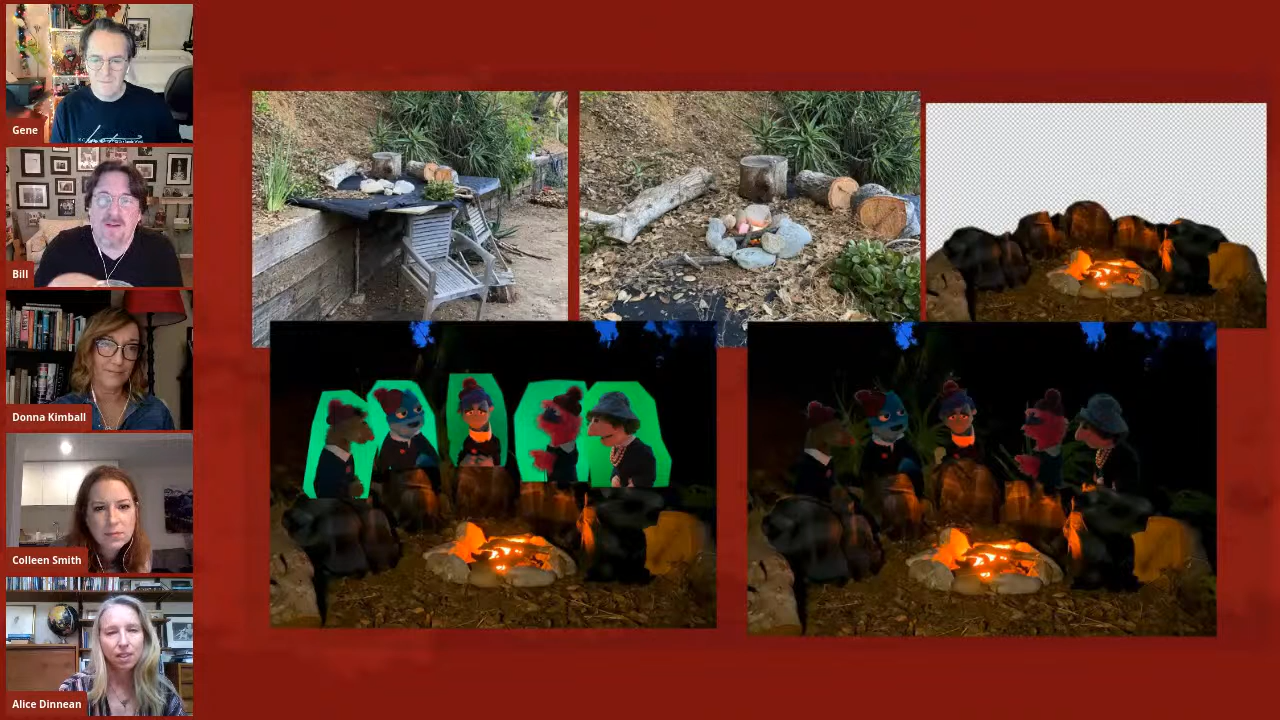 Gene
Bill
Donna Kimball
Colleen Smith
Alice Dinnean